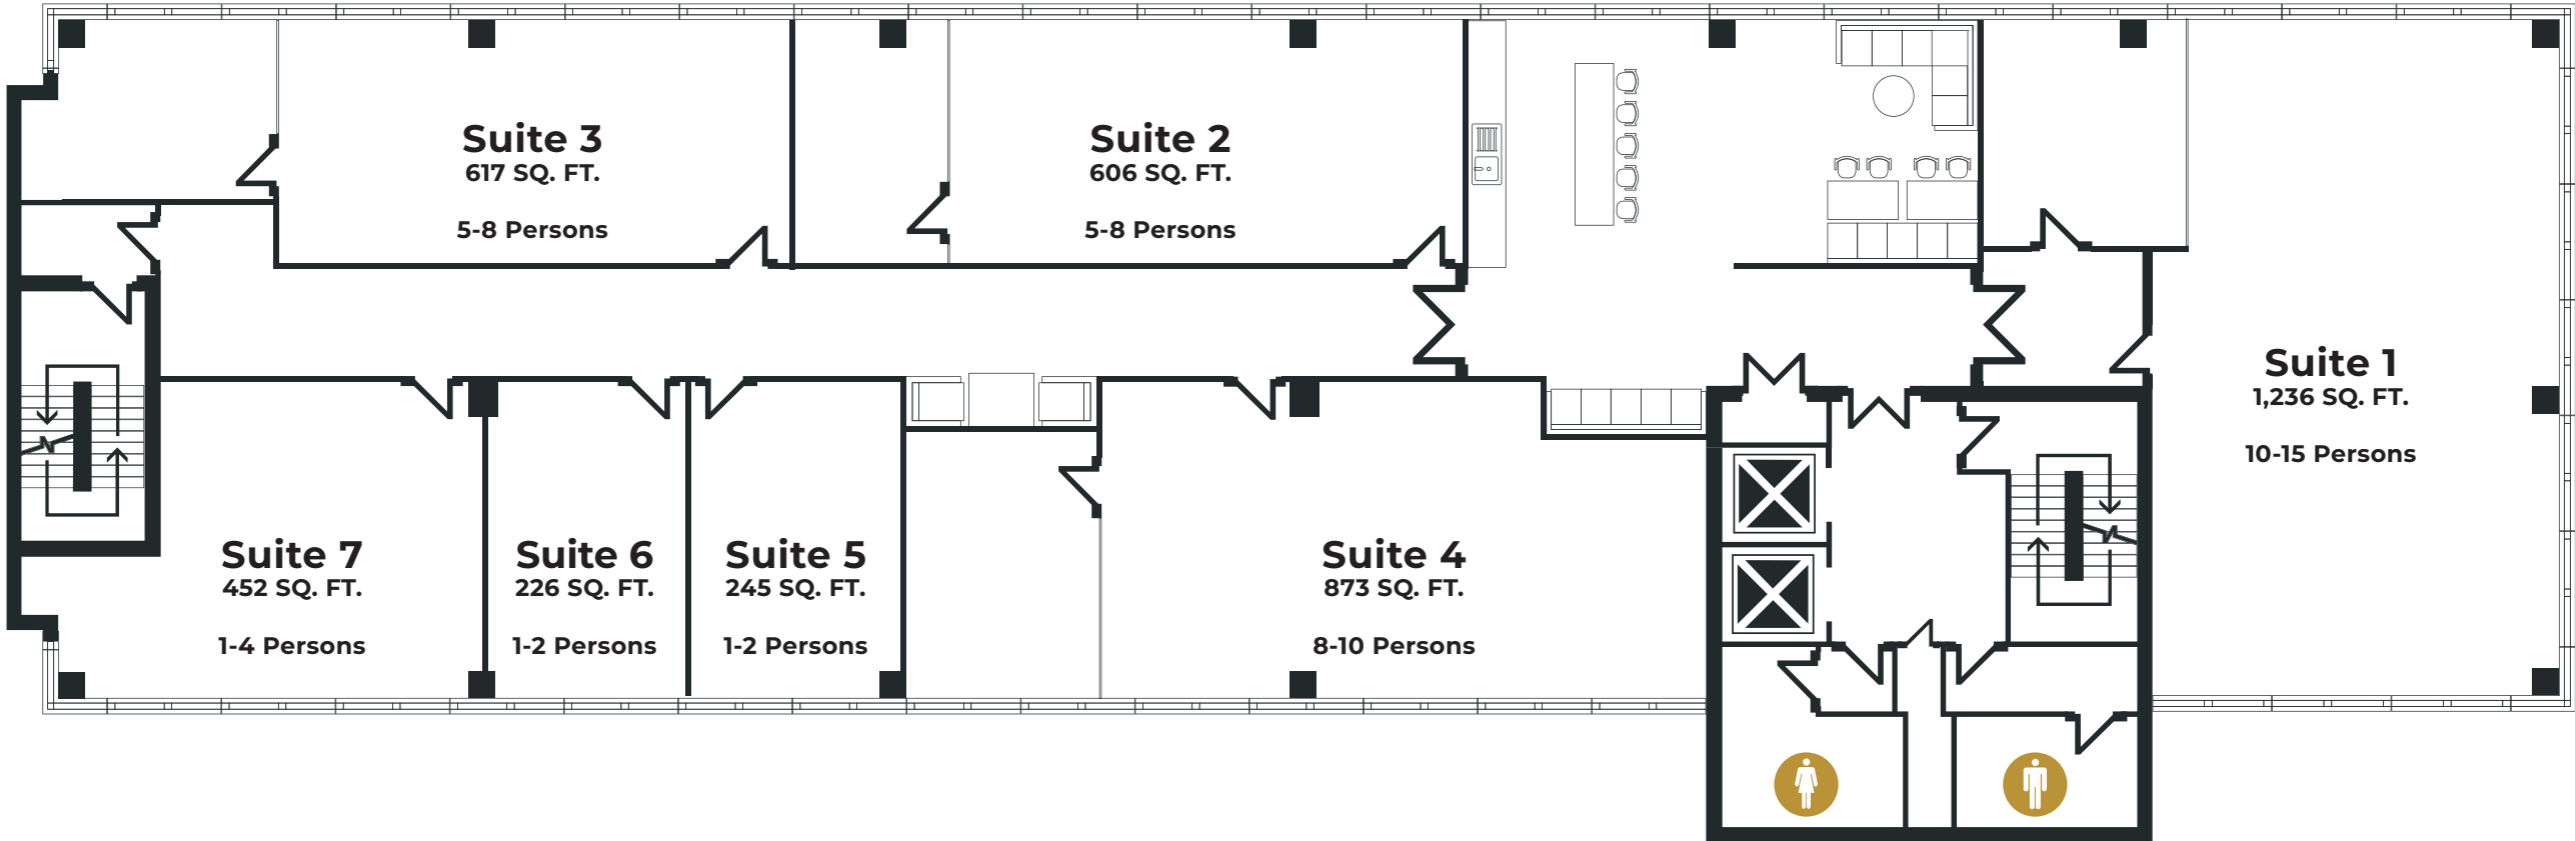 Suite 3
617 SQ. FT.
5-8 Persons
Suite 2
606 SQ. FT.
5-8 Persons
Suite 1
1,236 SQ. FT.
10-15 Persons
Suite 7
452 SQ. FT.
1-4 Persons
Suite 6
226 SQ. FT.
1-2 Persons
Suite 5
245 SQ. FT.
1-2 Persons
Suite 4
873 SQ. FT.
8-10 Persons